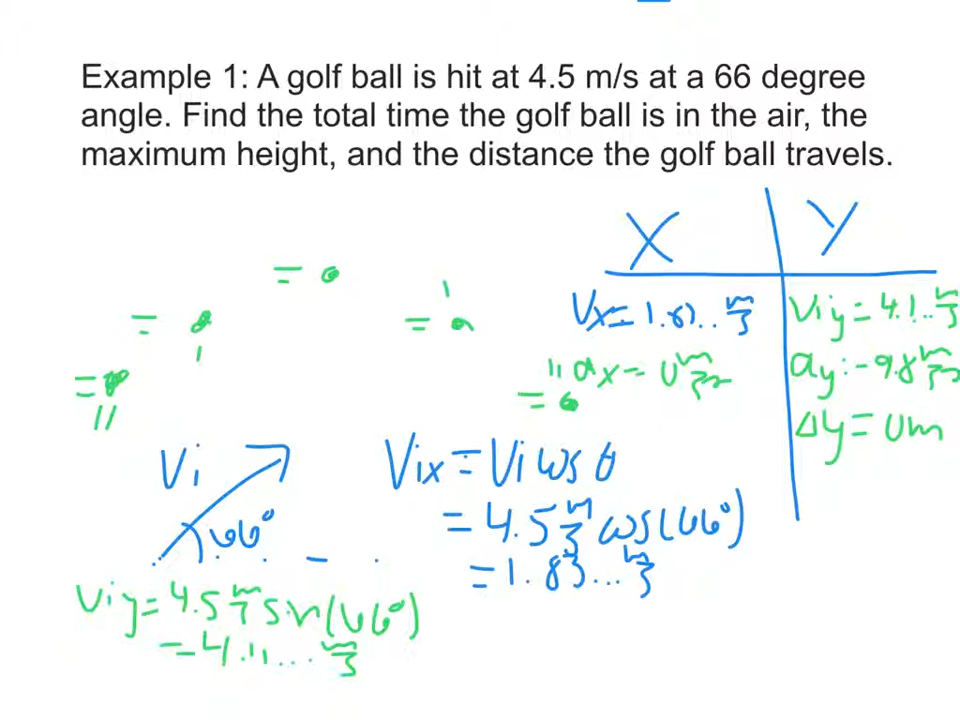 Example 1: A golf ball is hit at 4.5 m/s at a 66 degree
angle. Find the total time the golf ball is in the air, the
maximum height, and the distance the golf ball travels.
X Y
Vx = 1.8... m/s Viy = 4.1.. m/s
ax = 0 m/s² ay = -9.8 m/s²
Δy = 0m
Vi Vix = Vi cos θ
66° = 4.5 m/s cos(66°)
= 1.83... m/s
Viy = 4.5 m/s sin(66°)
= 4.11... m/s